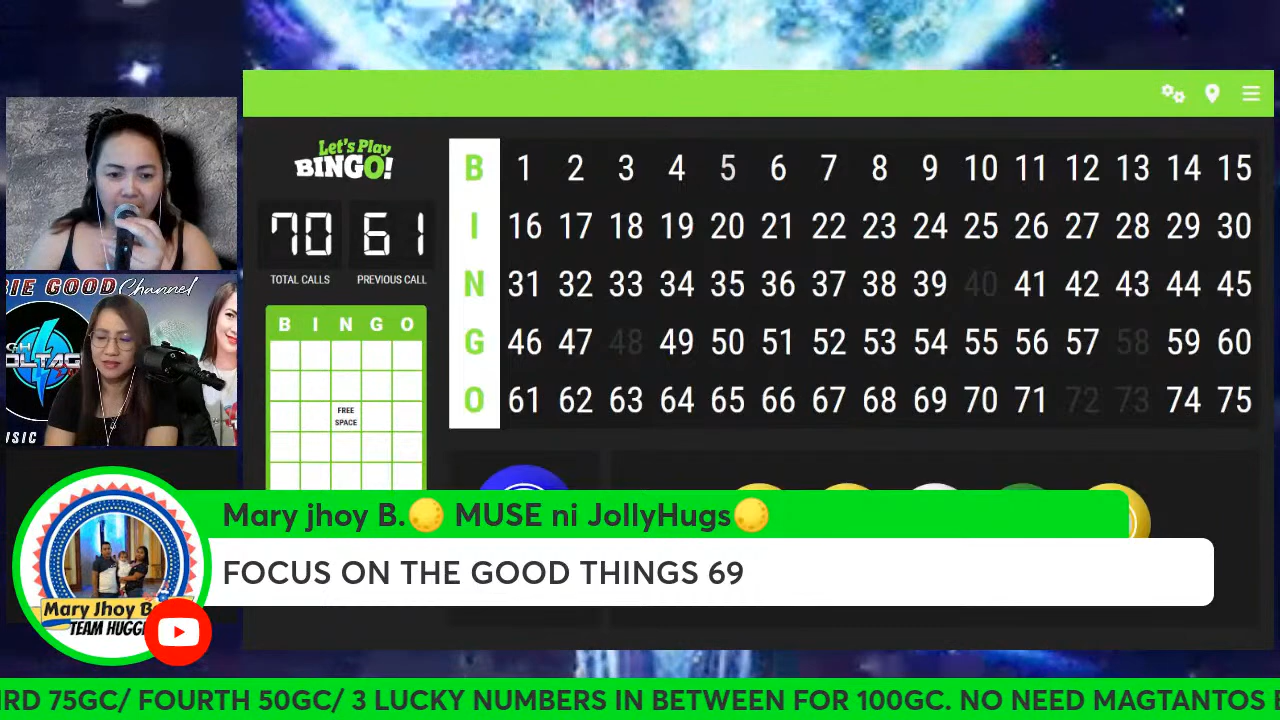 Let's Play
BINGO!
70 61
TOTAL CALLS PREVIOUS CALL
B I N G O
FREE
SPACE
B 1 2 3 4 5 6 7 8 9 10 11 12 13 14 15
I 16 17 18 19 20 21 22 23 24 25 26 27 28 29 30
N 31 32 33 34 35 36 37 38 39 40 41 42 43 44 45
G 46 47 48 49 50 51 52 53 54 55 56 57 58 59 60
O 61 62 63 64 65 66 67 68 69 70 71 72 73 74 75
GOOD Channel
Mary jhoy B. MUSE ni JollyHugs
FOCUS ON THE GOOD THINGS 69
Mary Jhoy B
TEAM
75GC/ FOURTH 50GC/ 3 LUCKY NUMBERS IN BETWEEN FOR 100GC. NO NEED MAGTANTOS